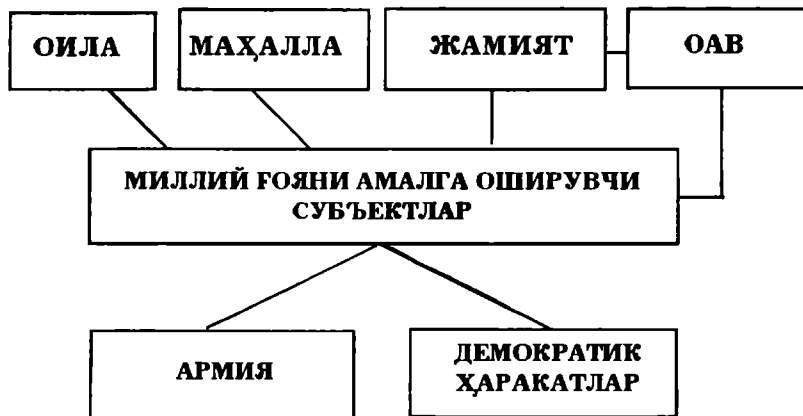 ОИЛА
МАҲАЛЛА
ЖАМИЯТ
ОАВ
МИЛЛИЙ ҒОЯНИ АМАЛГА ОШИРУВЧИ
СУБЪЕКТЛАР
АРМИЯ
ДЕМОКРАТИК
ҲАРАКАТЛАР